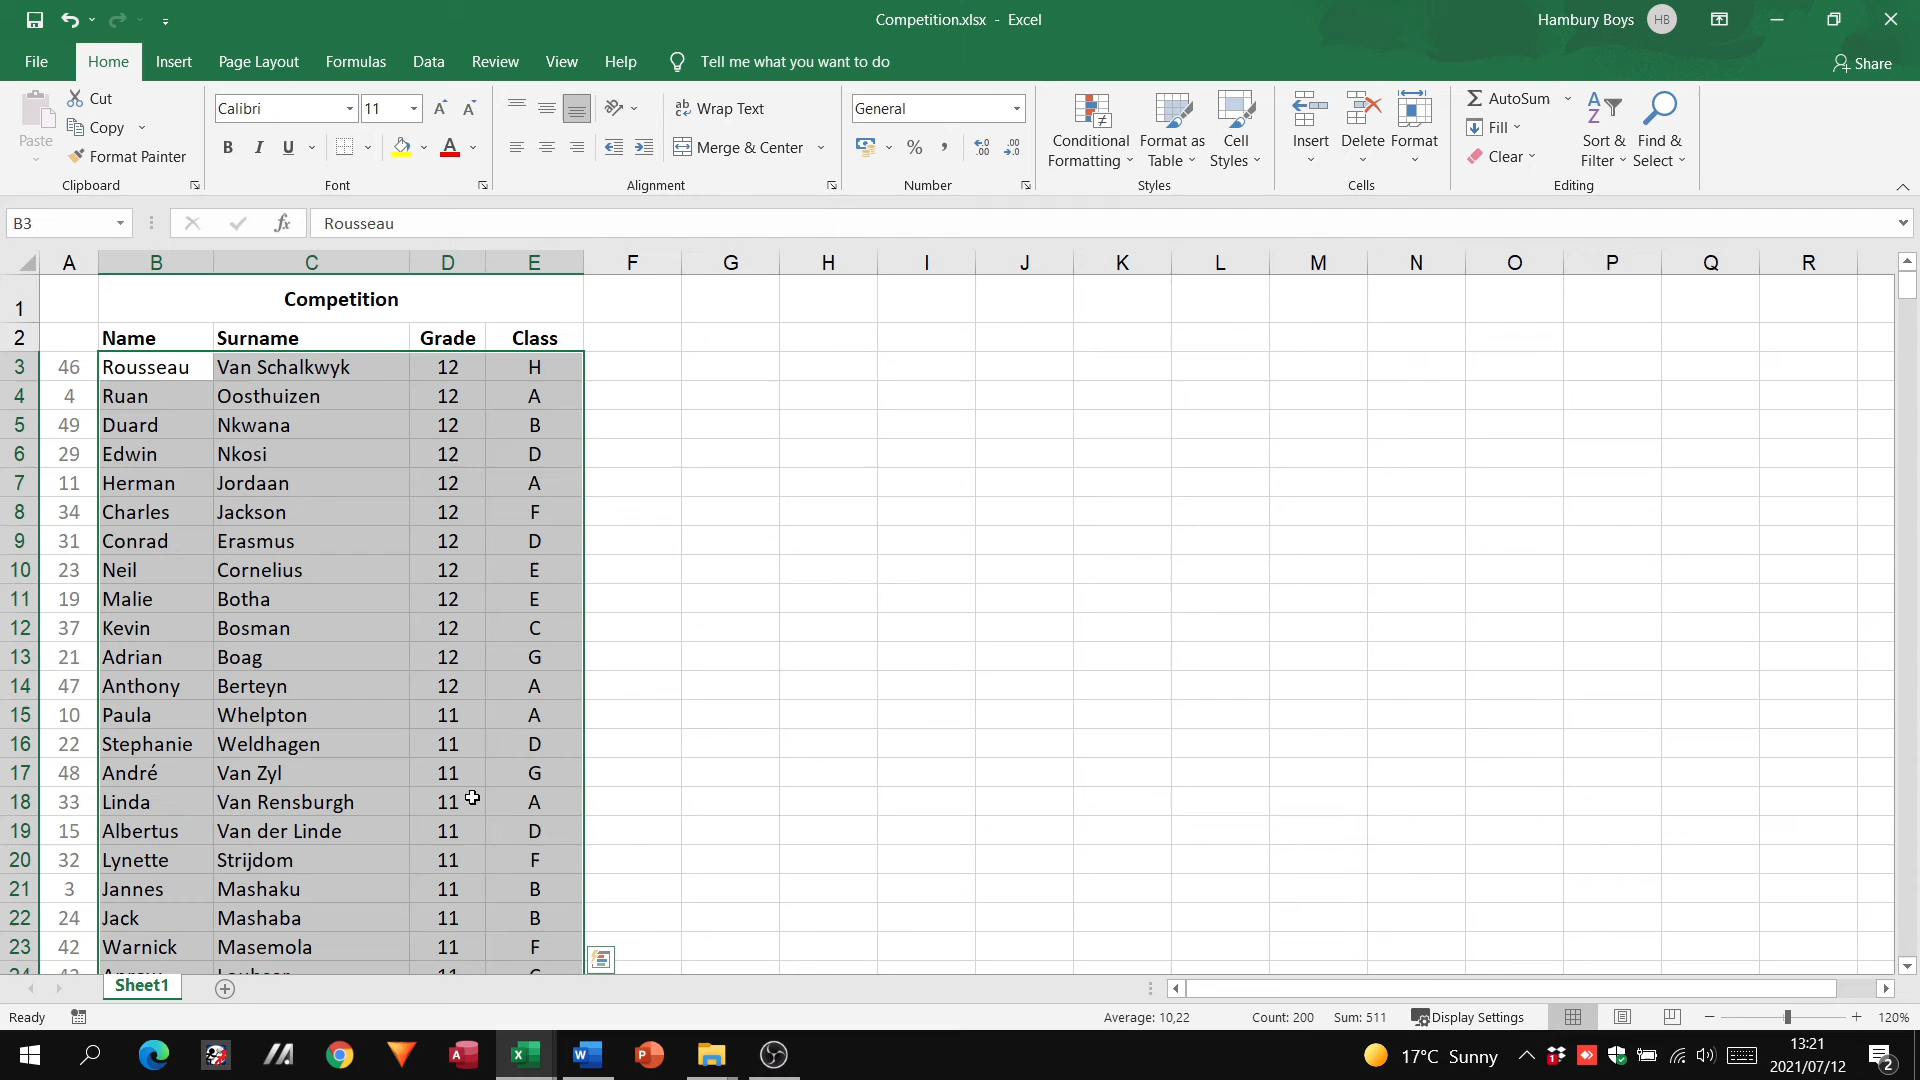 Competition.xlsx - Excel
Hambury Boys HB
File Home Insert Page Layout Formulas Data Review View Help Tell me what you want to do Share
Paste
Cut
Copy
Format Painter
Clipboard
Calibri 11
B I U A
Font
Wrap Text
Merge & Center
Alignment
General
% ,
Number
Conditional Formatting
Format as Table
Cell Styles
Styles
Insert Delete Format
Cells
AutoSum
Fill
Clear
Sort & Filter
Find & Select
Editing
B3 fx Rousseau
A B C D E F G H I J K L M N O P Q R
1 Competition
2 Name Surname Grade Class
3 46 Rousseau Van Schalkwyk 12 H
4 4 Ruan Oosthuizen 12 A
5 49 Duard Nkwana 12 B
6 29 Edwin Nkosi 12 D
7 11 Herman Jordaan 12 A
8 34 Charles Jackson 12 F
9 31 Conrad Erasmus 12 D
10 23 Neil Cornelius 12 E
11 19 Malie Botha 12 E
12 37 Kevin Bosman 12 C
13 21 Adrian Boag 12 G
14 47 Anthony Berteyn 12 A
15 10 Paula Whelpton 11 A
16 22 Stephanie Weldhagen 11 D
17 48 André Van Zyl 11 G
18 33 Linda Van Rensburgh 11 A
19 15 Albertus Van der Linde 11 D
20 32 Lynette Strijdom 11 F
21 3 Jannes Mashaku 11 B
22 24 Jack Mashaba 11 B
23 42 Warnick Masemola 11 F
Sheet1
Ready Average: 10,22 Count: 200 Sum: 511 Display Settings 120%
17°C Sunny
13:21
2021/07/12
2